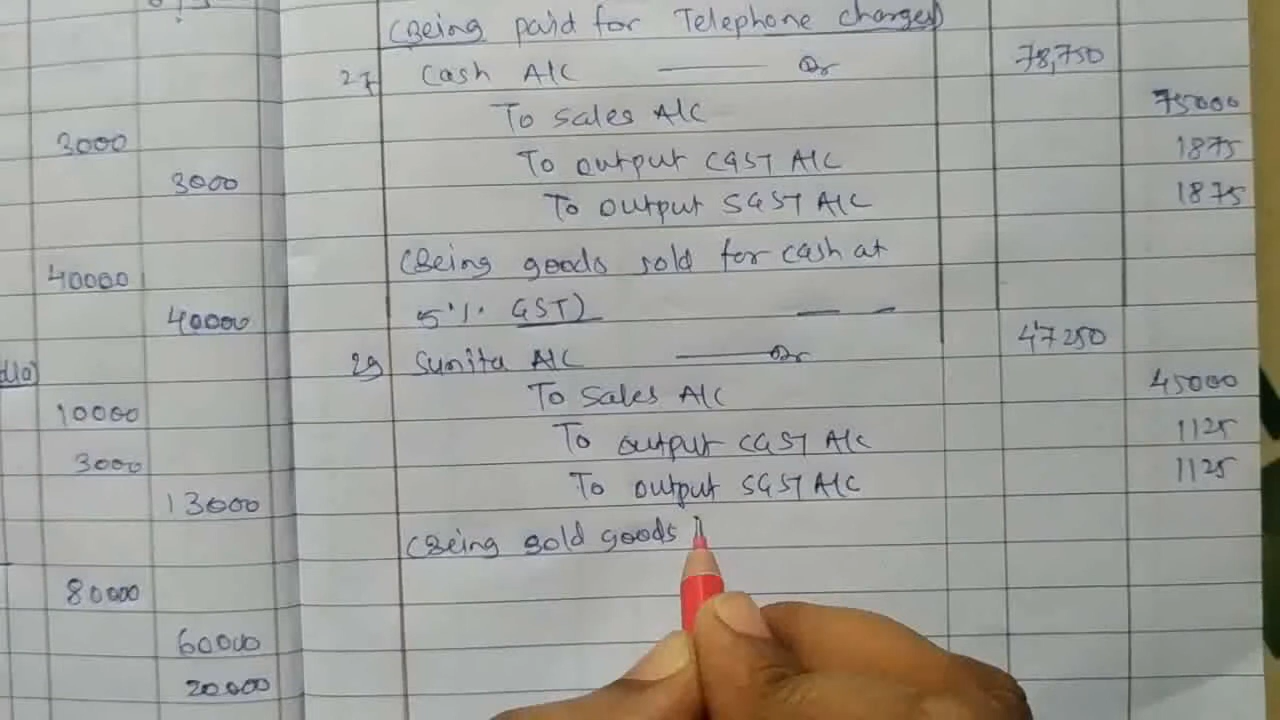 3000
3000
40000
40000
10000
3000
13000
80000
60000
20000
(Being paid for Telephone charges)
27 Cash A/C Dr 78,750
To Sales A/C 75000
To output CGST A/C 1875
To output SGST A/C 1875
(Being goods sold for cash at
5%. GST)
29 Sunita A/C Dr 47250
To Sales A/C 45000
To output CGST A/C 1125
To output SGST A/C 1125
(Being sold goods